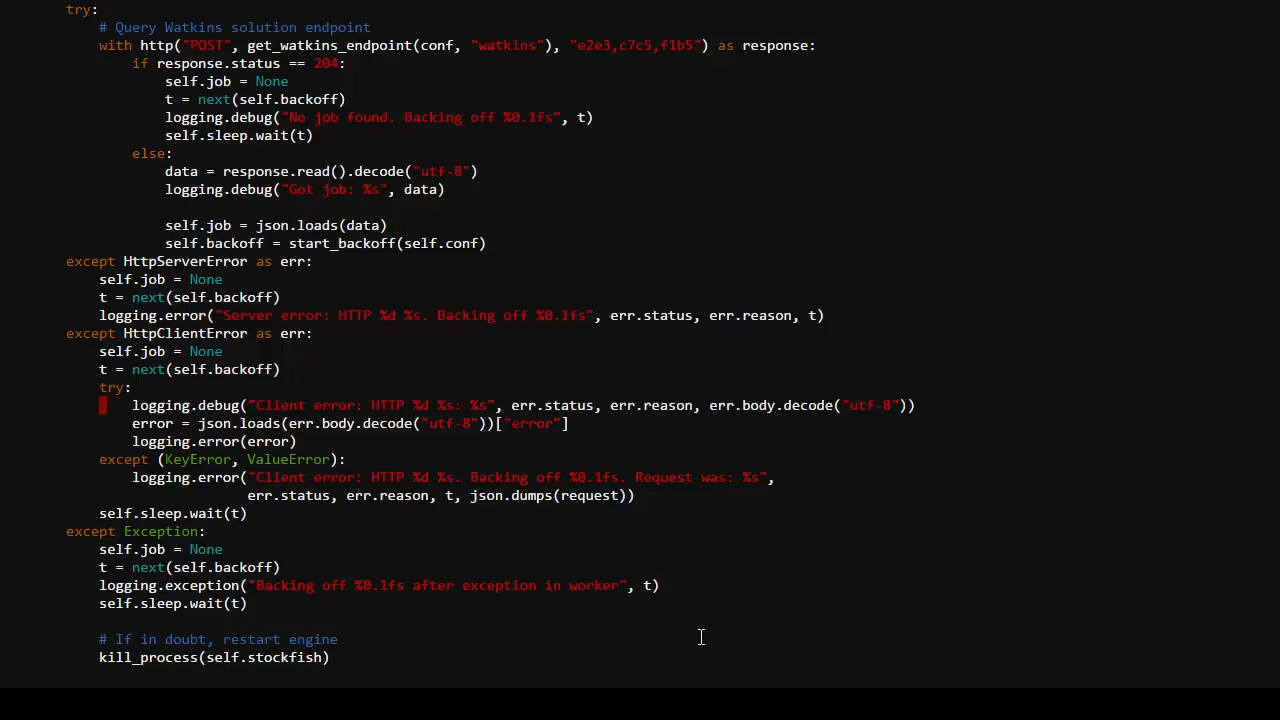 try:
# Query Watkins solution endpoint
with http("POST", get_watkins_endpoint(conf, "watkins"), "e2e3,c7c5,f1b5") as response:
if response.status == 204:
self.job = None
t = next(self.backoff)
logging.debug("No job found. Backing off %0.1fs", t)
self.sleep.wait(t)
else:
data = response.read().decode("utf-8")
logging.debug("Got job: %s", data)
self.job = json.loads(data)
self.backoff = start_backoff(self.conf)
except HttpServerError as err:
self.job = None
t = next(self.backoff)
logging.error("Server error: HTTP %d %s. Backing off %0.1fs", err.status, err.reason, t)
except HttpClientError as err:
self.job = None
t = next(self.backoff)
try:
logging.debug("Client error: HTTP %d %s: %s", err.status, err.reason, err.body.decode("utf-8"))
error = json.loads(err.body.decode("utf-8"))["error"]
logging.error(error)
except (KeyError, ValueError):
logging.error("Client error: HTTP %d %s. Backing off %0.1fs. Request was: %s",
err.status, err.reason, t, json.dumps(request))
self.sleep.wait(t)
except Exception:
self.job = None
t = next(self.backoff)
logging.exception("Backing off %0.1fs after exception in worker", t)
self.sleep.wait(t)
# If in doubt, restart engine
kill_process(self.stockfish)